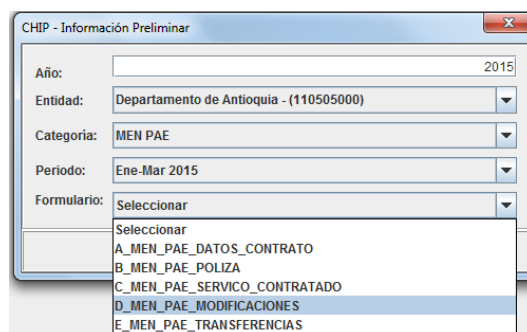 CHIP - Información Preliminar
x
Año: 2015
Entidad: Departamento de Antioquia - (110505000)
Categoría: MEN PAE
Periodo: Ene-Mar 2015
Formulario: Seleccionar
Seleccionar
A_MEN_PAE_DATOS_CONTRATO
B_MEN_PAE_POLIZA
C_MEN_PAE_SERVICO_CONTRATADO
D_MEN_PAE_MODIFICACIONES
E_MEN_PAE_TRANSFERENCIAS